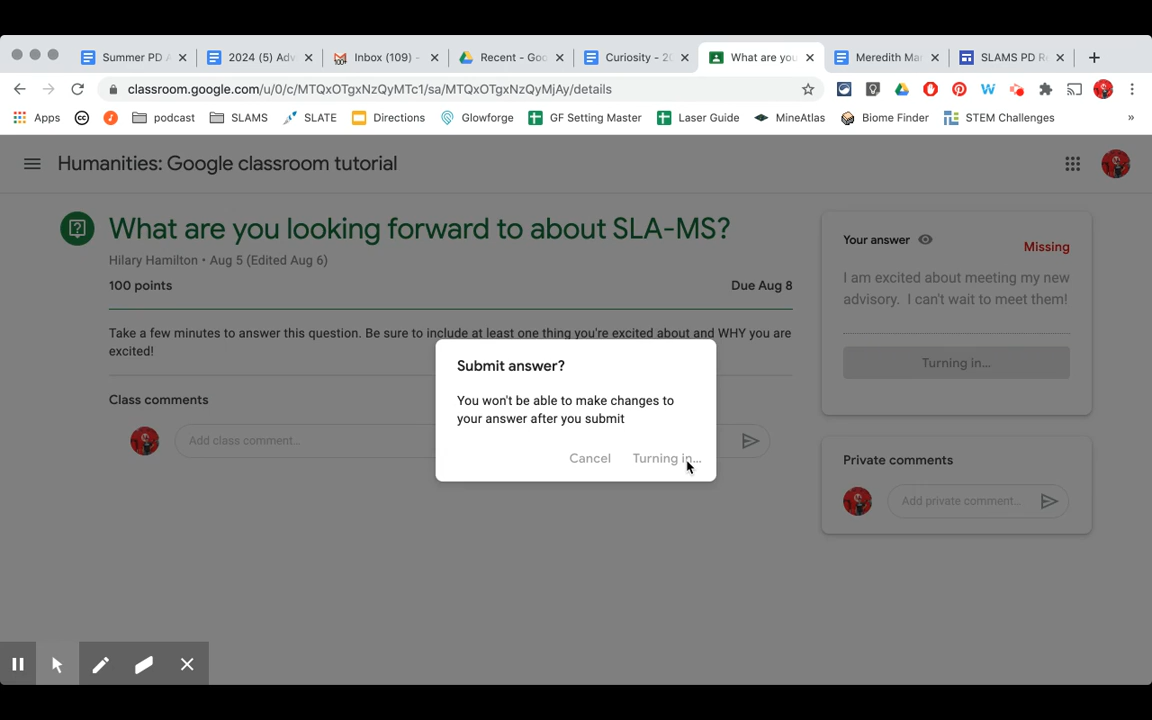 Summer PD
2024 (5) Adv
Inbox (109) -
Recent - Goo
Curiosity - 20
What are you
Meredith Mar
SLAMS PD R
classroom.google.com/u/0/c/MTQxOTgxNzQyMTc1/sa/MTQxOTgxNzQyMjAy/details
Apps
podcast
SLAMS
SLATE
Directions
Glowforge
GF Setting Master
Laser Guide
MineAtlas
Biome Finder
STEM Challenges
»
Humanities: Google classroom tutorial
What are you looking forward to about SLA-MS?
Hilary Hamilton • Aug 5 (Edited Aug 6)
100 points
Due Aug 8
Take a few minutes to answer this question. Be sure to include at least one thing you're excited about and WHY you are
excited!
Class comments
Add class comment...
Your answer
Missing
I am excited about meeting my new
advisory. I can't wait to meet them!
Turning in...
Private comments
Add private comment...
Submit answer?
You won't be able to make changes to
your answer after you submit
Cancel
Turning in...